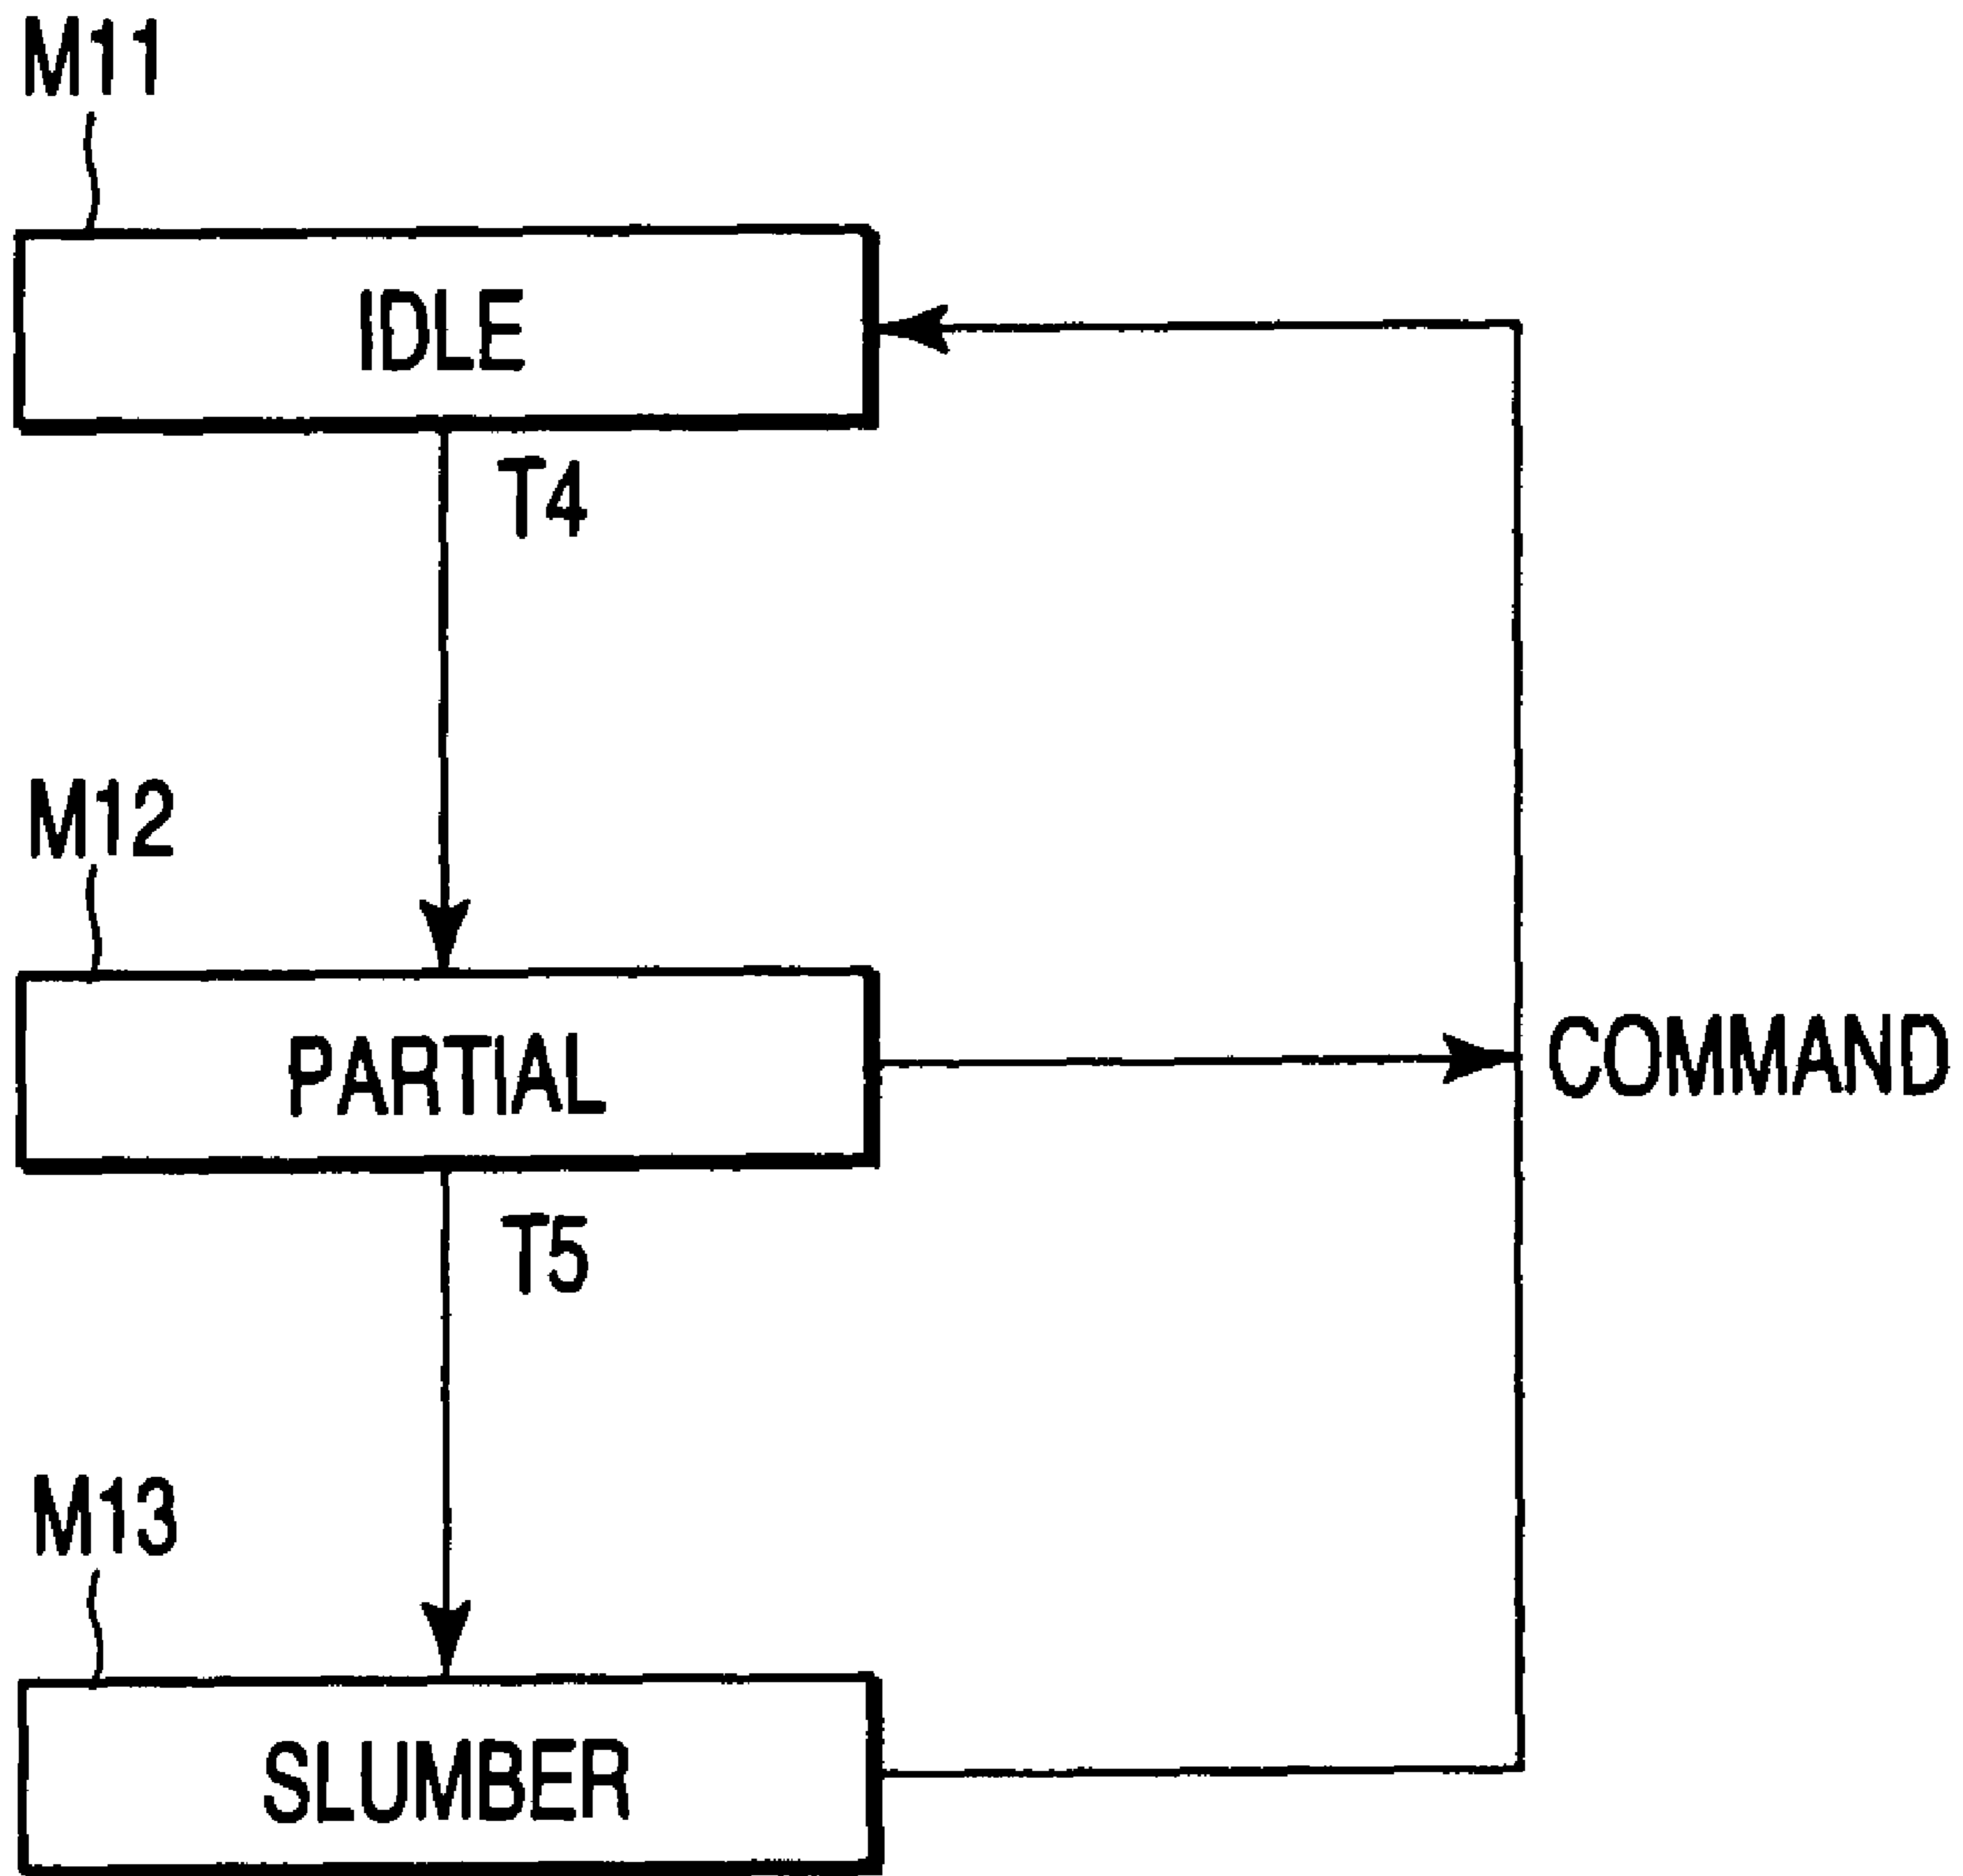 M11
IDLE
T4
M12
PARTIAL
COMMAND
T5
M13
SLUMBER